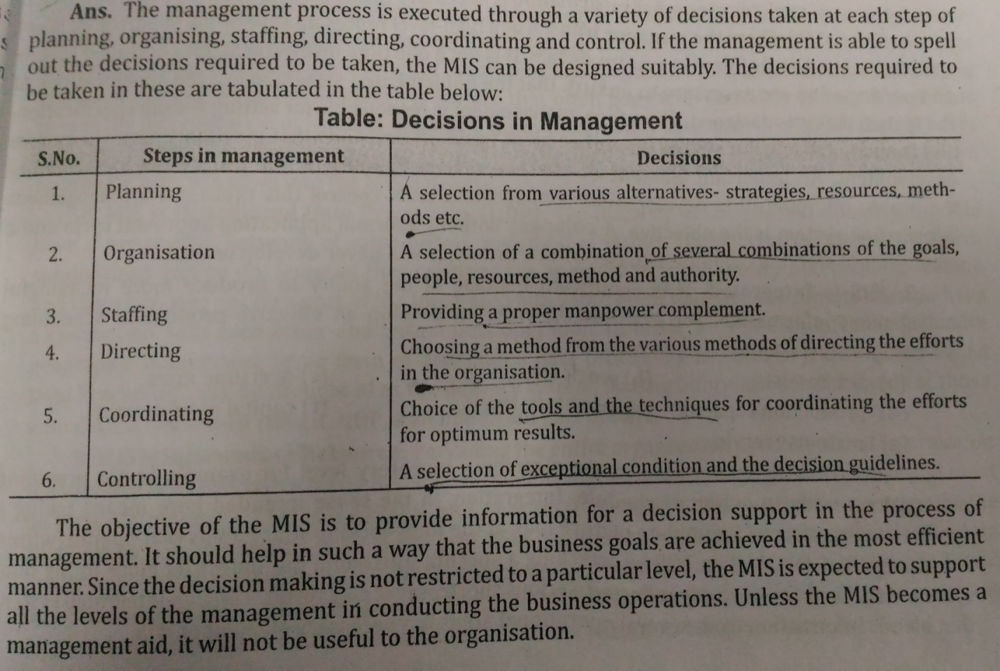 Ans. The management process is executed through a variety of decisions taken at each step of
planning, organising, staffing, directing, coordinating and control. If the management is able to spell
out the decisions required to be taken, the MIS can be designed suitably. The decisions required to
be taken in these are tabulated in the table below:
Table: Decisions in Management
S.No. Steps in management Decisions
1. Planning A selection from various alternatives- strategies, resources, meth-
ods etc.
2. Organisation A selection of a combination of several combinations of the goals,
people, resources, method and authority.
3. Staffing Providing a proper manpower complement.
4. Directing Choosing a method from the various methods of directing the efforts
in the organisation.
5. Coordinating Choice of the tools and the techniques for coordinating the efforts
for optimum results.
6. Controlling A selection of exceptional condition and the decision guidelines.
The objective of the MIS is to provide information for a decision support in the process of
management. It should help in such a way that the business goals are achieved in the most efficient
manner. Since the decision making is not restricted to a particular level, the MIS is expected to support
all the levels of the management in conducting the business operations. Unless the MIS becomes a
management aid, it will not be useful to the organisation.